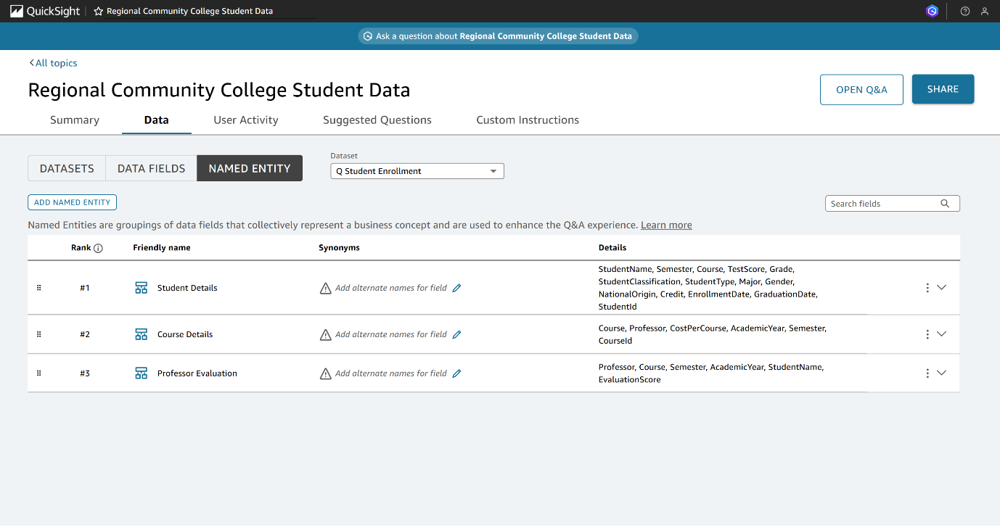 QuickSight
Regional Community College Student Data
Ask a question about Regional Community College Student Data
All topics
Regional Community College Student Data
OPEN Q&A
SHARE
Summary
Data
User Activity
Suggested Questions
Custom Instructions
DATASETS
DATA FIELDS
NAMED ENTITY
Dataset
Q Student Enrollment
ADD NAMED ENTITY
Search fields
Named Entities are groupings of data fields that collectively represent a business concept and are used to enhance the Q&A experience. Learn more
Rank
Friendly name
Synonyms
Details
#1
Student Details
Add alternate names for field
StudentName, Semester, Course, TestScore, Grade,
StudentClassification, StudentType, Major, Gender,
NationalOrigin, Credit, EnrollmentDate, GraduationDate,
StudentId
#2
Course Details
Add alternate names for field
Course, Professor, CostPerCourse, AcademicYear, Semester,
CourseId
#3
Professor Evaluation
Add alternate names for field
Professor, Course, Semester, AcademicYear, StudentName,
EvaluationScore